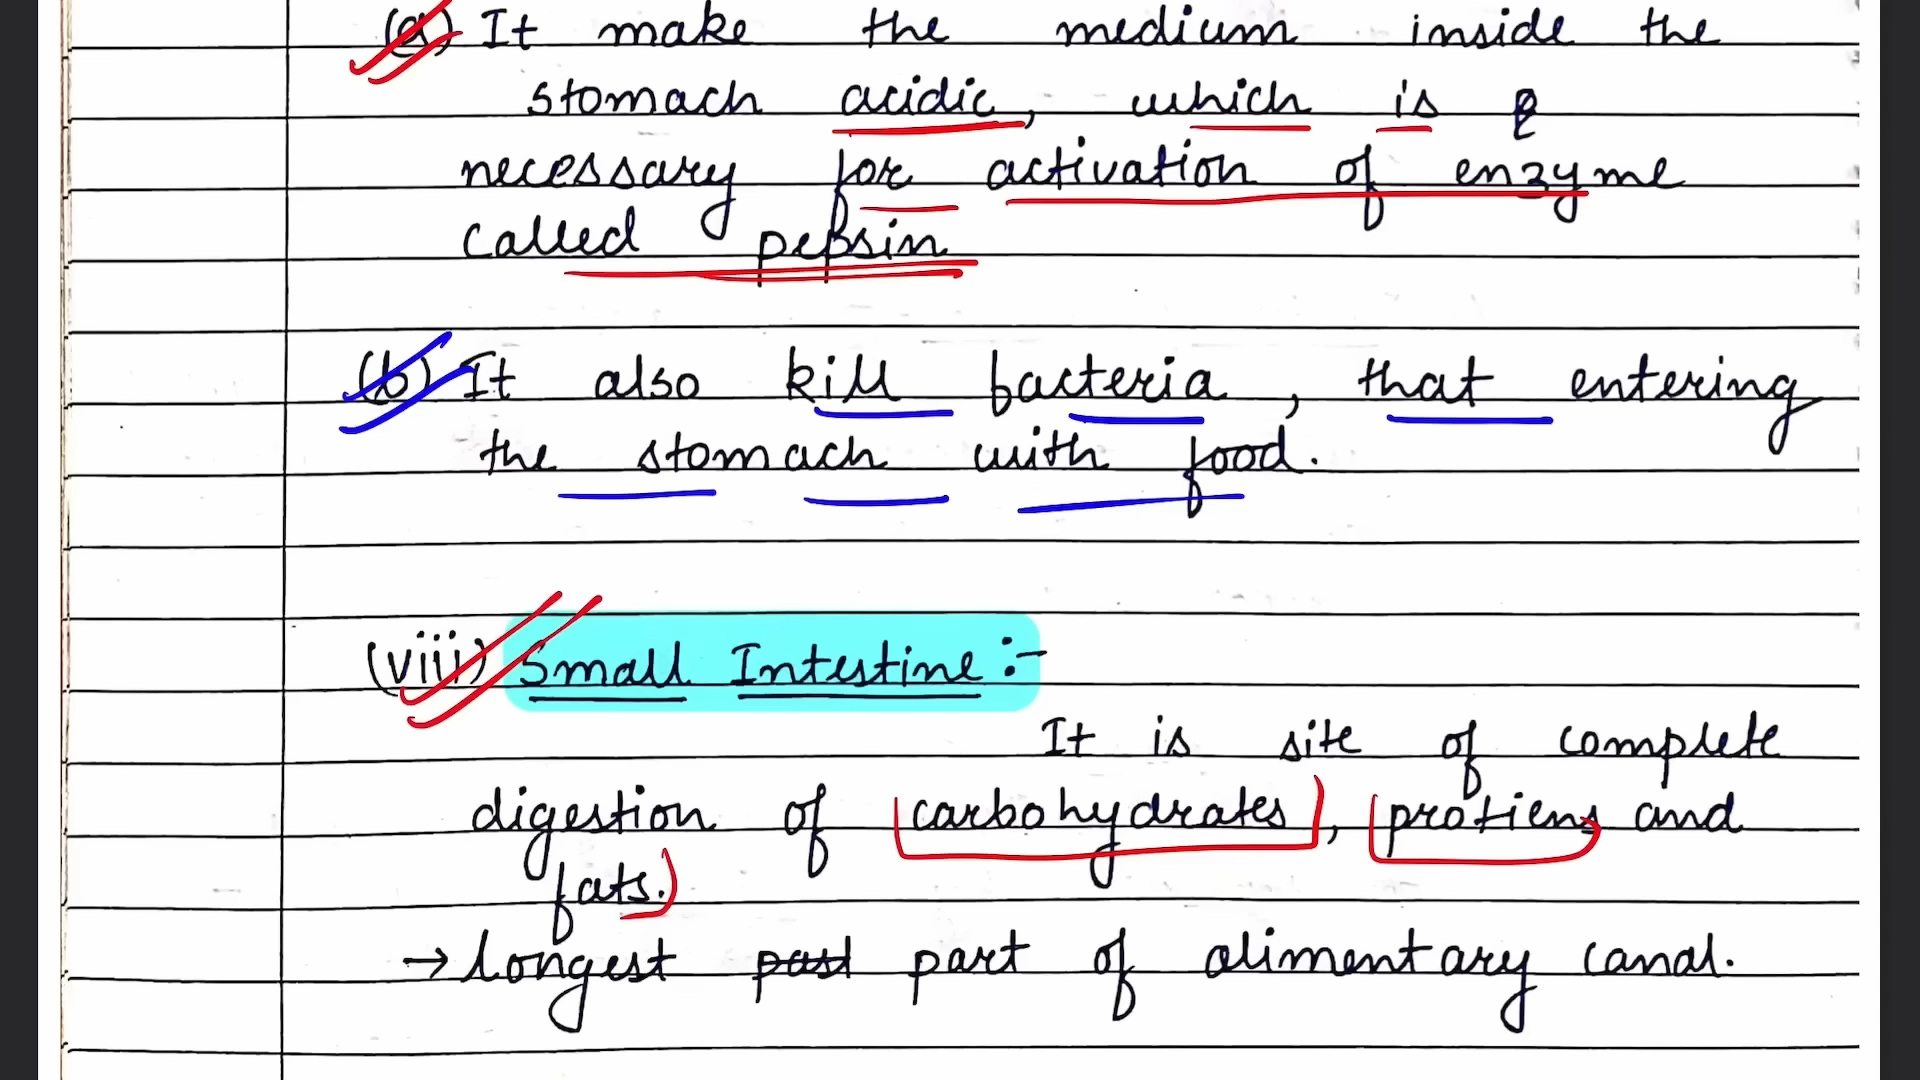 (a) It make the medium inside the
stomach acidic, which is
necessary for activation of enzyme
called pepsin
(b) It also kill bacteria, that entering
the stomach with food.
(viii) Small Intestine :-
It is site of complete
digestion of carbohydrates, protiens and
fats.
→ Longest part of alimentary canal.